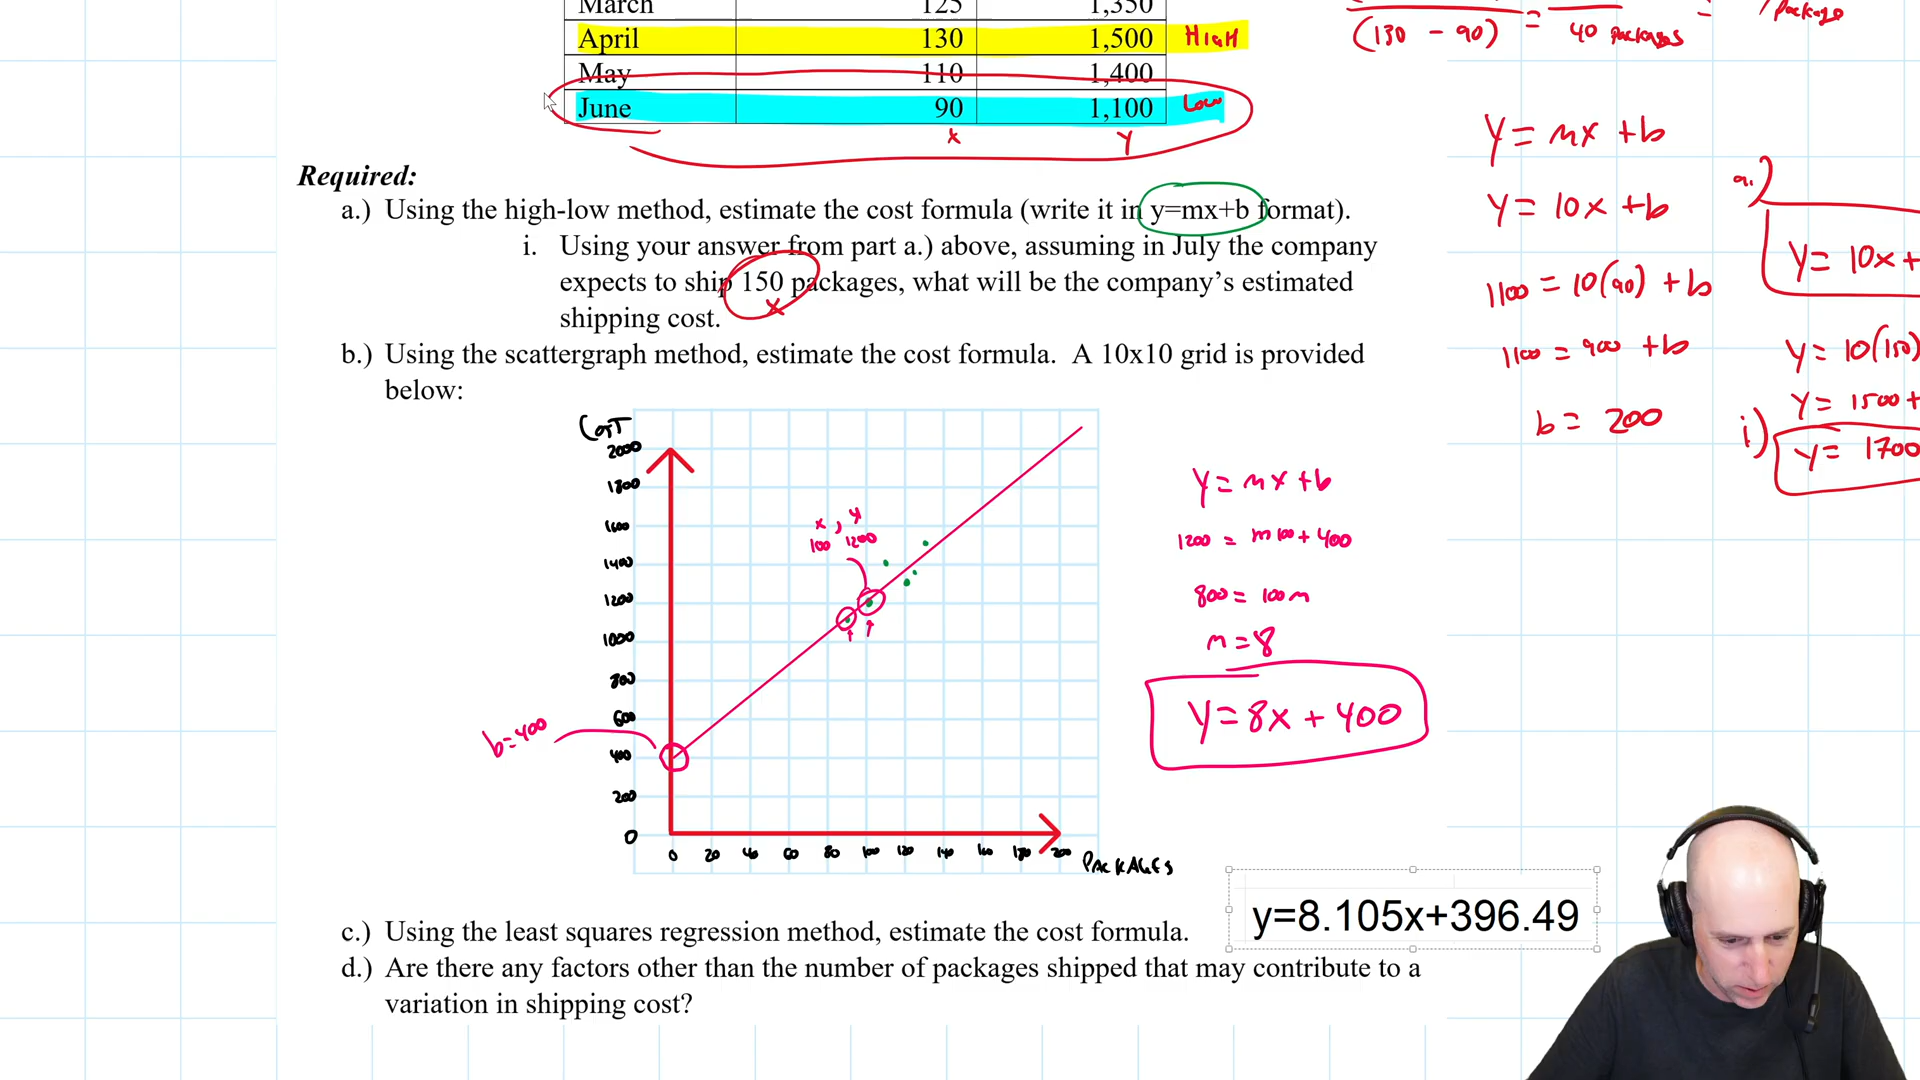 March 125 1,350
April 130 1,500 HIGH
May 110 1,400
June 90 1,100 Low
x y
(130 - 90) = 40 packages = / package
y = mx + b
y = 10x + b
1100 = 10(90) + b
1100 = 900 + b
b = 200
a.)
y = 10x +
y = 10(150)
y = 1500 +
i) y = 1700
Required:
a.) Using the high-low method, estimate the cost formula (write it in y=mx+b format).
i. Using your answer from part a.) above, assuming in July the company
expects to ship 150 packages, what will be the company's estimated
x
shipping cost.
b.) Using the scattergraph method, estimate the cost formula. A 10x10 grid is provided
below:
COST
2000
1800
1600
1400
1200
1000
800
600
400
200
0
0 20 40 60 80 100 120 140 160 180 200 PACKAGES
x , y
100 1200
b=400
y = mx + b
1200 = m100 + 400
800 = 100m
m = 8
y = 8x + 400
y=8.105x+396.49
c.) Using the least squares regression method, estimate the cost formula.
d.) Are there any factors other than the number of packages shipped that may contribute to a
variation in shipping cost?